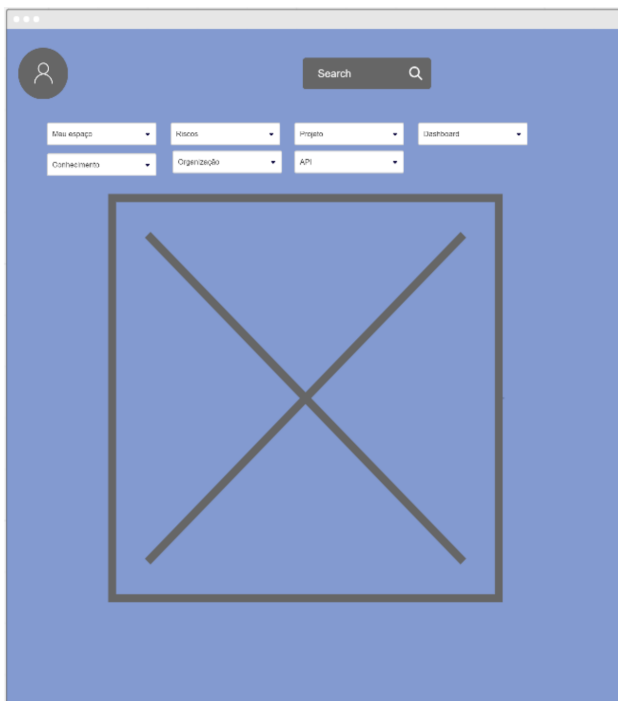 Search
Meu espaço
Riscos
Projeto
Dashboard
Conhecimento
Organização
API